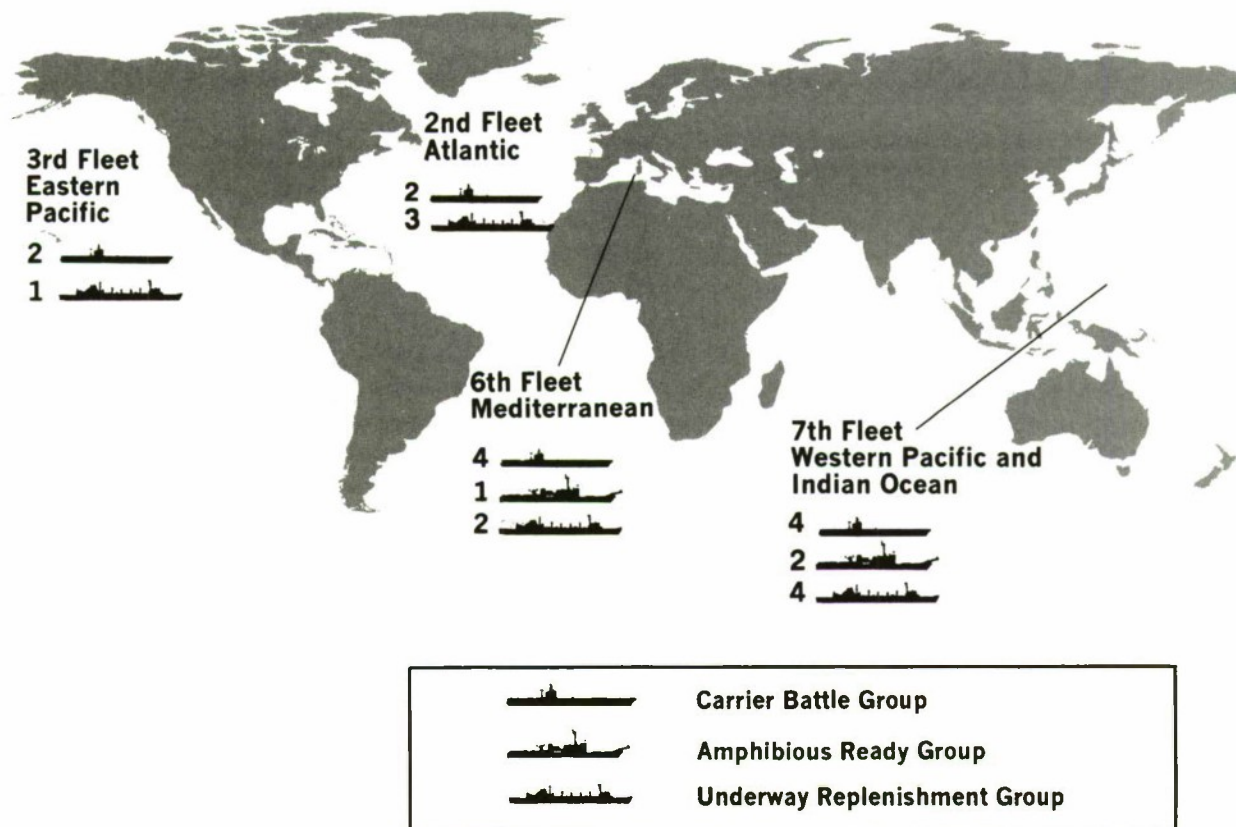 2nd Fleet
Atlantic
2
3
3rd Fleet
Eastern
Pacific
2
1
6th Fleet
Mediterranean
4
1
2
7th Fleet
Western Pacific and
Indian Ocean
4
2
4
Carrier Battle Group
Amphibious Ready Group
Underway Replenishment Group